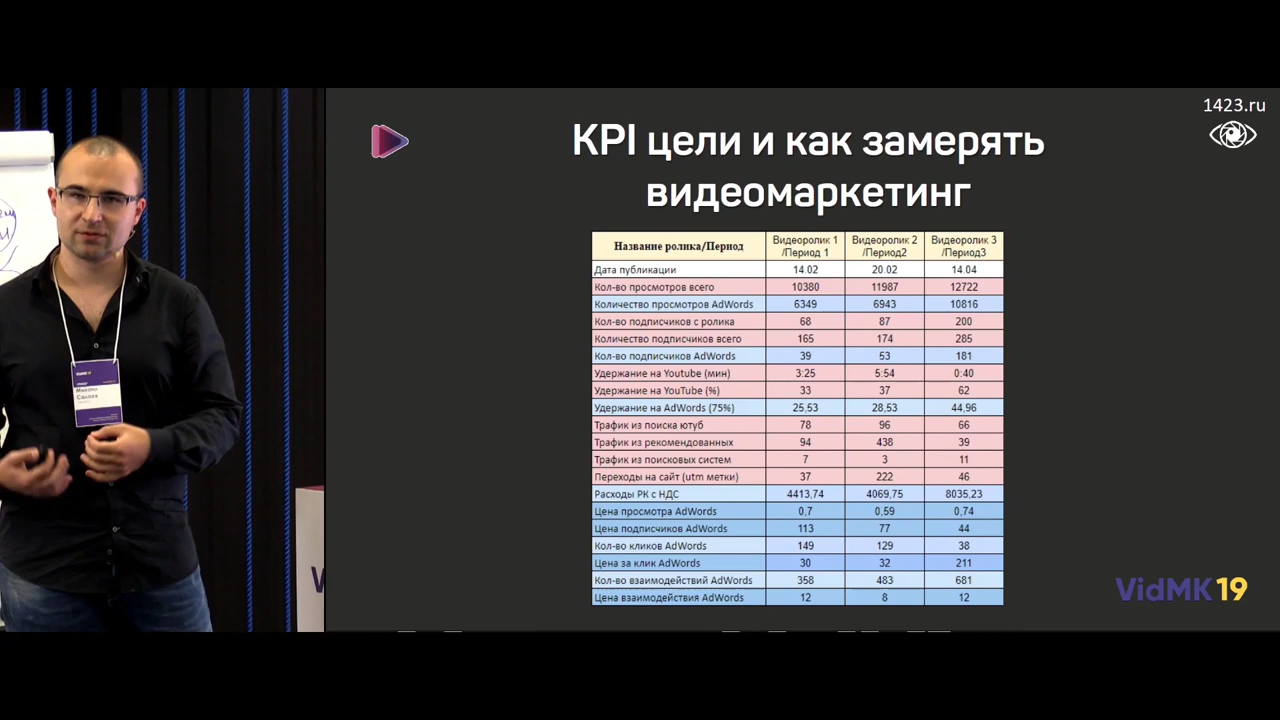 1423.ru
KPI цели и как замерять
видеомаркетинг
Название ролика/Период Видеоролик 1 /Период 1 Видеоролик 2 /Период2 Видеоролик 3 /Период3
Дата публикации 14.02 20.02 14.04
Кол-во просмотров всего 10380 11987 12722
Количество просмотров AdWords 6349 6943 10816
Кол-во подписчиков с ролика 68 87 200
Количество подписчиков всего 165 174 285
Кол-во подписчиков AdWords 39 53 181
Удержание на Youtube (мин) 3:25 5:54 0:40
Удержание на YouTube (%) 33 37 62
Удержание на AdWords (75%) 25,53 28,53 44,96
Трафик из поиска ютуб 78 96 66
Трафик из рекомендованных 94 438 39
Трафик из поисковых систем 7 3 11
Переходы на сайт (utm метки) 37 222 46
Расходы РК с НДС 4413,74 4069,75 8035,23
Цена просмотра AdWords 0,7 0,59 0,74
Цена подписчиков AdWords 113 77 44
Кол-во кликов AdWords 149 129 38
Цена за клик AdWords 30 32 211
Кол-во взаимодействий AdWords 358 483 681
Цена взаимодействия AdWords 12 8 12
VidMK 19
VidMK 19